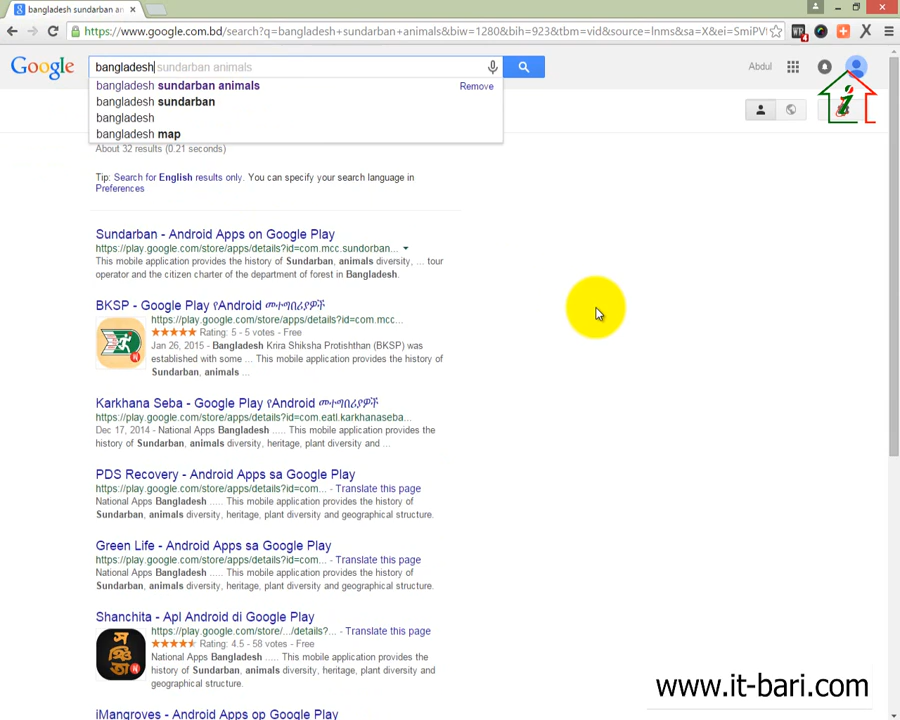 bangladesh sundarban an
https://www.google.com.bd/search?q=bangladesh+sundarban+animals&biw=1280&bih=923&tbm=vid&source=lnms&sa=X&ei=SmiPV
4
Google
bangladesh sundarban animals
Abdul
bangladesh sundarban animals
Remove
bangladesh sundarban
bangladesh
bangladesh map
i
About 32 results (0.21 seconds)
Tip: Search for English results only. You can specify your search language in
Preferences
Sundarban - Android Apps on Google Play
https://play.google.com/store/apps/details?id=com.mcc.sundorban...
This mobile application provides the history of Sundarban, animals diversity, ... tour
operator and the citizen charter of the department of forest in Bangladesh.
BKSP - Google Play የAndroid መተግበሪያዎች
https://play.google.com/store/apps/details?id=com.mcc...
Rating: 5 - 5 votes - Free
Jan 26, 2015 - Bangladesh Krira Shiksha Protishthan (BKSP) was
established with some ... This mobile application provides the history of
Sundarban, animals ...
Karkhana Seba - Google Play የAndroid መተግበሪያዎች
https://play.google.com/store/apps/details?id=com.eatl.karkhanaseba...
Dec 17, 2014 - National Apps Bangladesh ..... This mobile application provides the
history of Sundarban, animals diversity, heritage, plant diversity and ...
PDS Recovery - Android Apps sa Google Play
https://play.google.com/store/apps/details?id=com... - Translate this page
National Apps Bangladesh ..... This mobile application provides the history of
Sundarban, animals diversity, heritage, plant diversity and geographical structure.
Green Life - Android Apps sa Google Play
https://play.google.com/store/apps/details?id=com... - Translate this page
National Apps Bangladesh ..... This mobile application provides the history of
Sundarban, animals diversity, heritage, plant diversity and geographical structure.
Shanchita - Apl Android di Google Play
https://play.google.com/store/.../details?... - Translate this page
সঞ্চিতা
Rating: 4.5 - 58 votes - Free
National Apps Bangladesh ..... This mobile application provides the
history of Sundarban, animals diversity, heritage, plant diversity and
geographical structure.
iMangroves - Android Apps op Google Play
www.it-bari.com